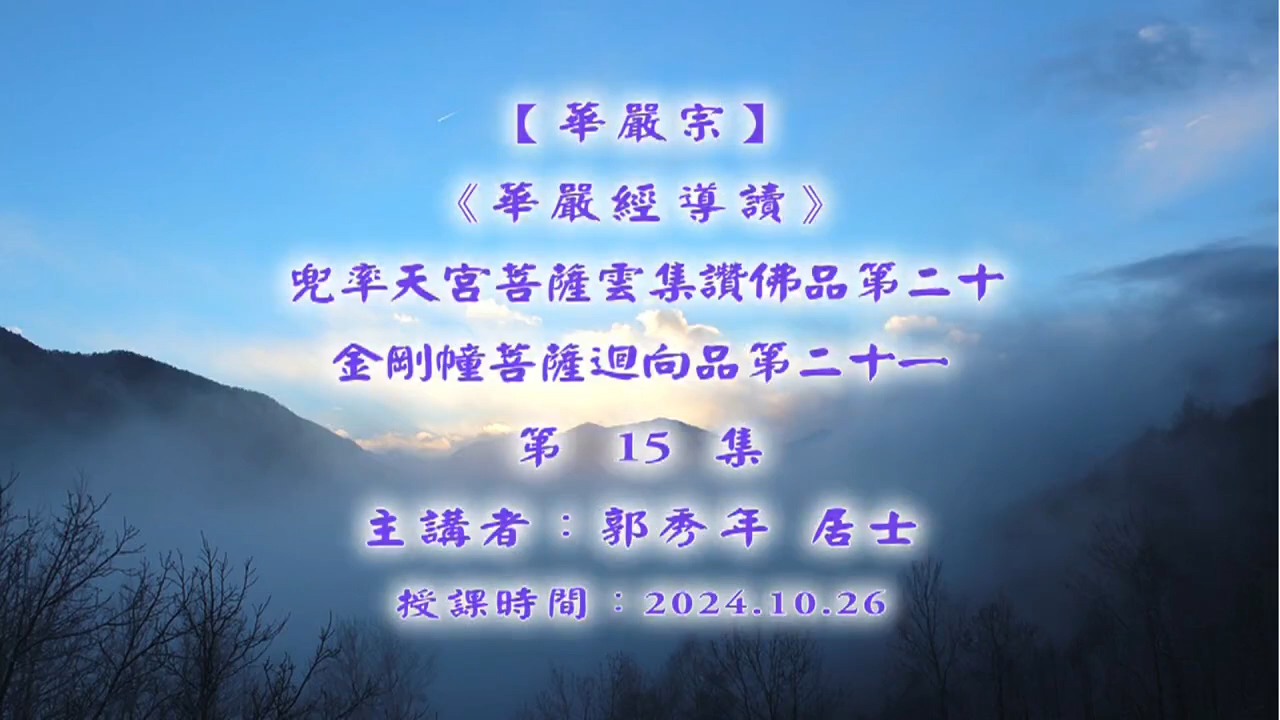 【華嚴宗】
《華嚴經導讀》
兜率天宮菩薩雲集讚佛品第二十
金剛幢菩薩迴向品第二十一
第 15 集
主講者：郭秀年 居士
授課時間：2024.10.26